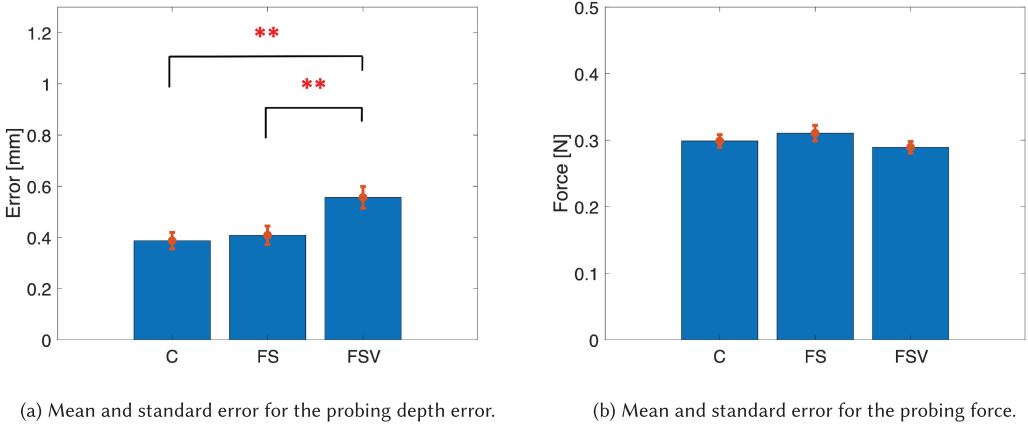 1.2
1
0.8
0.6
0.4
0.2
0
Error [mm]
**
**
C FS FSV
(a) Mean and standard error for the probing depth error.
0.5
0.4
0.3
0.2
0.1
0
Force [N]
C FS FSV
(b) Mean and standard error for the probing force.